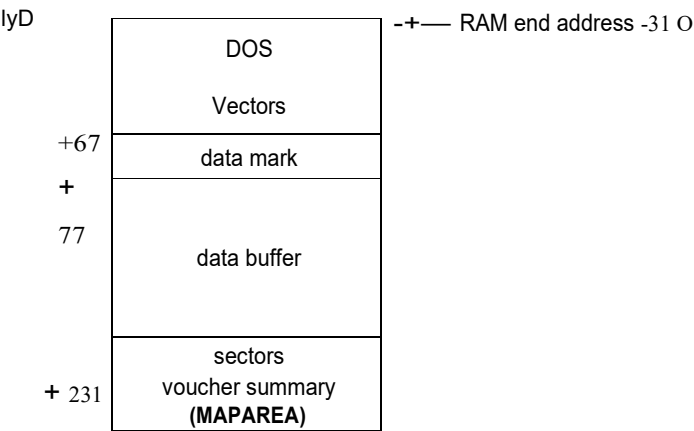 IyD
-+— RAM end address -31 O
DOS
Vectors
+67
data mark
+
77
data buffer
sectors
voucher summary
+ 231
(MAPAREA)